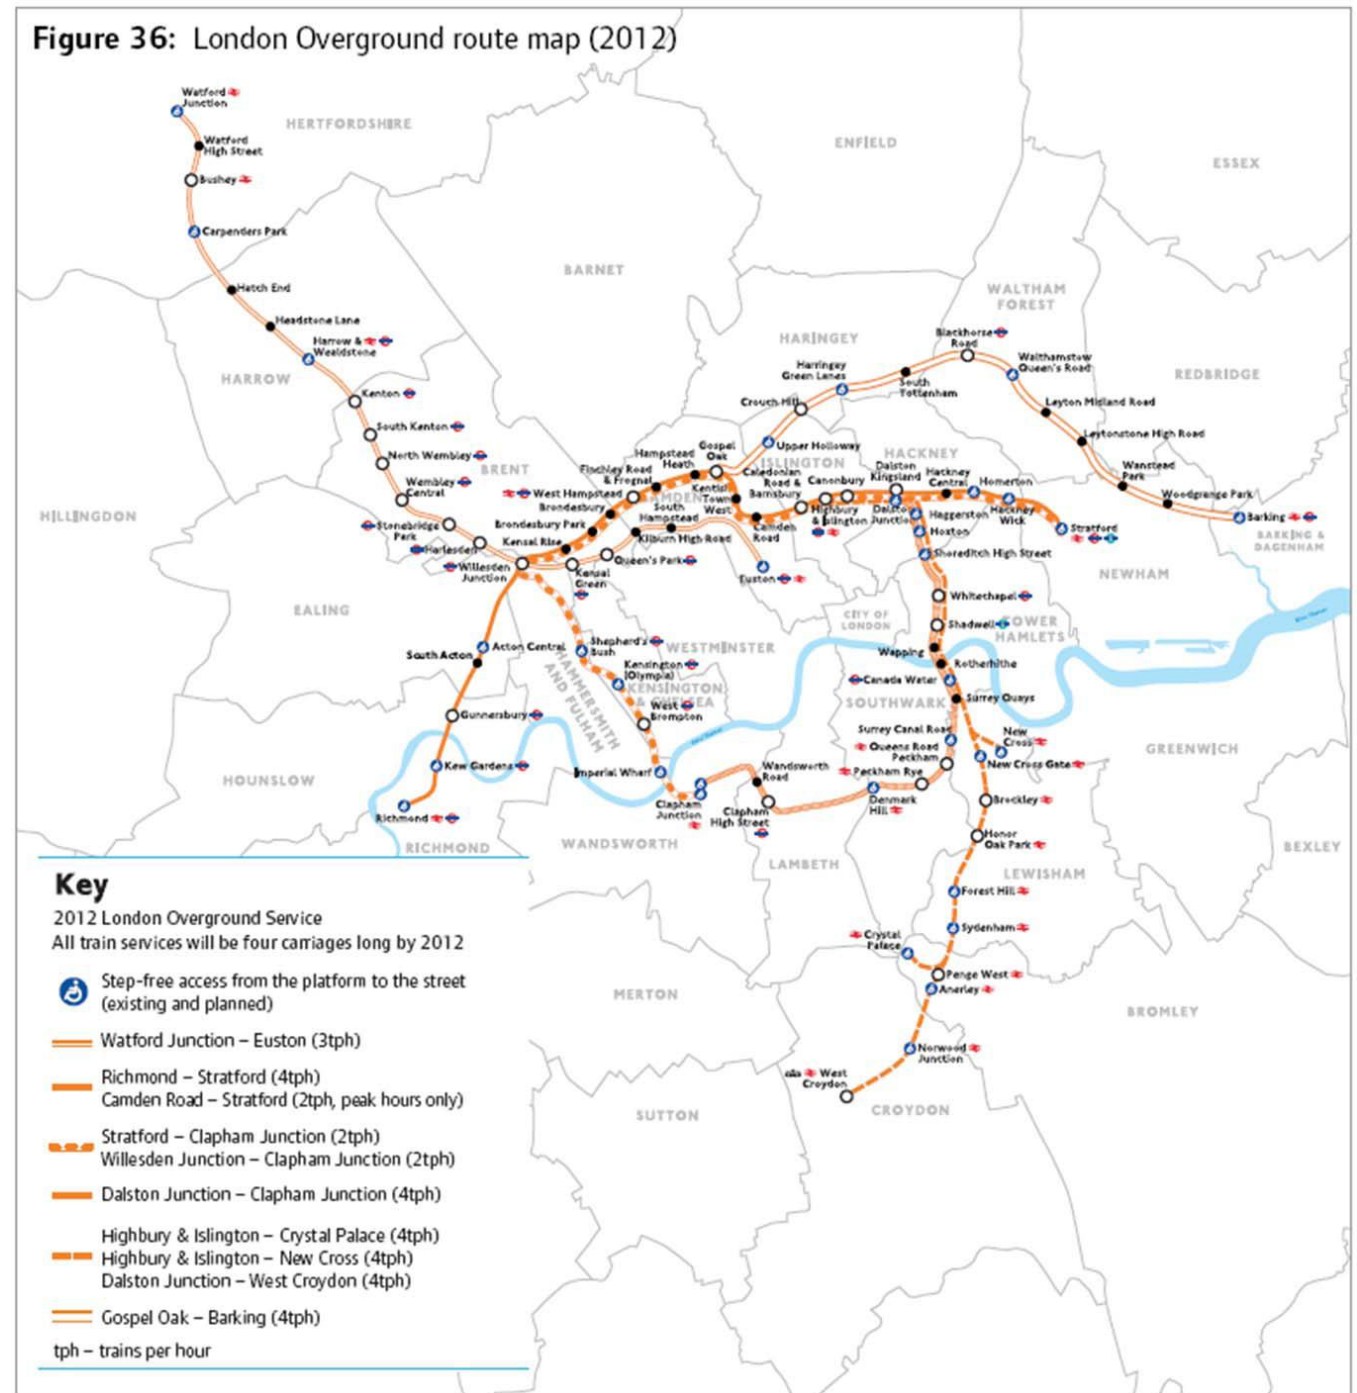 Figure 36: London Overground route map (2012)
Watford
Junction
HERTFORDSHIRE
Watford
High Street
Bushey
ENFIELD
ESSEX
Carpenders Park
BARNET
Hatch End
Headstone Lane
WALTHAM
FOREST
Harrow &
Wealdstone
HARROW
HARINGEY
Blackhorse
Road
Harringey
Green Lanes
South
Tottenham
Walthamstow
Queen's Road
REDBRIDGE
Kenton
Crouch Hill
Leyton Midland Road
South Kenton
Leytonstone High Road
North Wembley
BRENT
Gospel
Oak
Upper Holloway
ISLINGTON
HACKNEY
Wembley
Central
Hampstead
Heath
Finchley Road
& Frognal
West Hampstead
Brondesbury
CAMDEN
Kentish
Town
West
Caledonian
Road &
Barnsbury
Canonbury
Dalston
Kingsland
Hackney
Central
Homerton
Wanstead
Park
Woodgrange Park
HILLINGDON
Stonebridge
Park
Brondesbury Park
South
Hampstead
Camden
Road
Highbury
& Islington
Dalston
Junction
Haggerston
Hackney
Wick
Stratford
Barking
BARKING &
DAGENHAM
Harlesden
Kensal Rise
Kilburn High Road
Hoxton
Willesden
Junction
Kensal
Green
Queen's Park
Euston
Shoreditch High Street
NEWHAM
EALING
CITY OF
LONDON
Whitechapel
Shadwell
TOWER
HAMLETS
Acton Central
South Acton
Shepherd's
Bush
WESTMINSTER
Wapping
Rotherhithe
HAMMERSMITH
AND FULHAM
Kensington
(Olympia)
KENSINGTON
& CHELSEA
Canada Water
SOUTHWARK
Surrey Quays
Gunnersbury
West
Brompton
Surrey Canal Road
New
Cross
Queens Road
Peckham
GREENWICH
Kew Gardens
HOUNSLOW
Imperial Wharf
Wandsworth
Road
Peckham Rye
New Cross Gate
Richmond
Clapham
Junction
Clapham
High Street
Denmark
Hill
Brockley
RICHMOND
WANDSWORTH
LAMBETH
Honor
Oak Park
BEXLEY
LEWISHAM
Forest Hill
Sydenham
Crystal
Palace
Penge West
Anerley
MERTON
BROMLEY
Norwood
Junction
West
Croydon
SUTTON
CROYDON
Key
2012 London Overground Service
All train services will be four carriages long by 2012
Step-free access from the platform to the street
(existing and planned)
Watford Junction – Euston (3tph)
Richmond – Stratford (4tph)
Camden Road – Stratford (2tph, peak hours only)
Stratford – Clapham Junction (2tph)
Willesden Junction – Clapham Junction (2tph)
Dalston Junction – Clapham Junction (4tph)
Highbury & Islington – Crystal Palace (4tph)
Highbury & Islington – New Cross (4tph)
Dalston Junction – West Croydon (4tph)
Gospel Oak – Barking (4tph)
tph – trains per hour